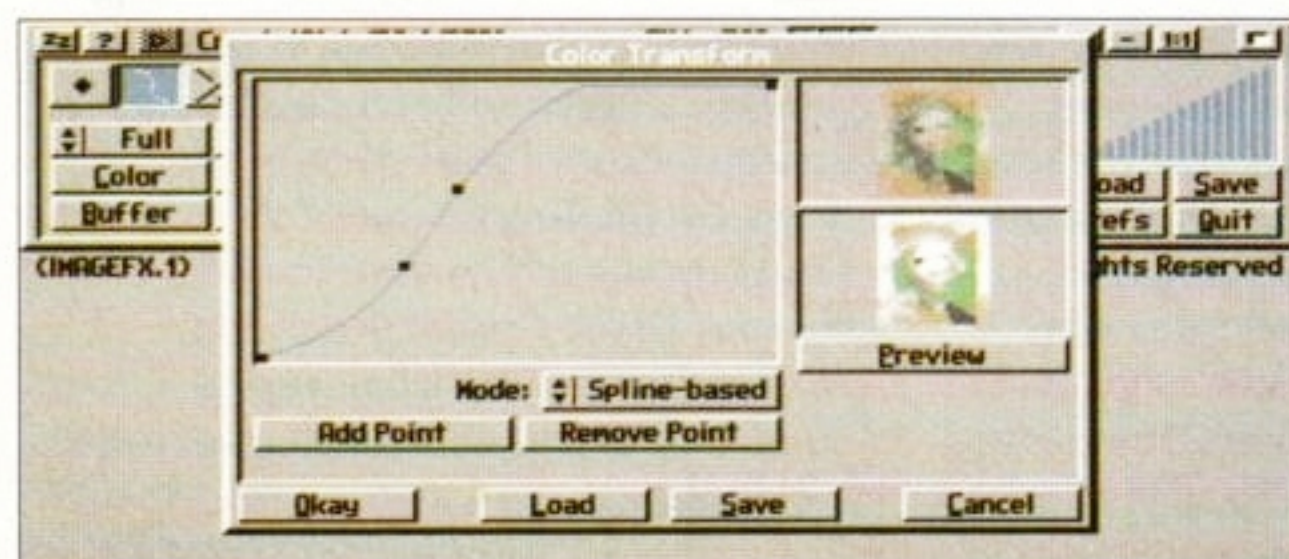 Zz ?
1:1
Color Transform
Full
Color
Buffer
oad Save
efs Quit
(IMAGEFX.1)
hts Reserved
Preview
Mode: Spline-based
Add Point Remove Point
Okay Load Save Cancel